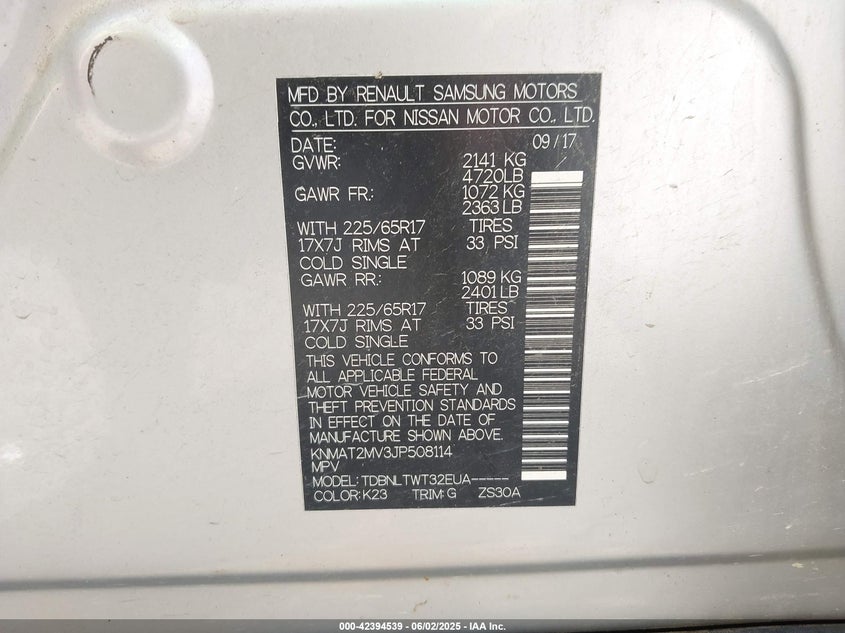 MFD BY RENAULT SAMSUNG MOTORS
CO., LTD. FOR NISSAN MOTOR CO., LTD.
DATE: 09/17
GVWR: 2141 KG
4720LB
GAWR FR.: 1072 KG
2363 LB
WITH 225/65R17 TIRES
17X7J RIMS AT 33 PSI
COLD SINGLE
GAWR RR.: 1089 KG
2401 LB
WITH 225/65R17 TIRES
17X7J RIMS AT 33 PSI
COLD SINGLE
THIS VEHICLE CONFORMS TO
ALL APPLICABLE FEDERAL
MOTOR VEHICLE SAFETY AND
THEFT PREVENTION STANDARDS
IN EFFECT ON THE DATE OF
MANUFACTURE SHOWN ABOVE.
KNMAT2MV3JP508114
MPV
MODEL: TDBNLTWT32EUA-----
COLOR: K23 TRIM: G ZS30A
000-42394539 - 06/02/2025 - IAA Inc.